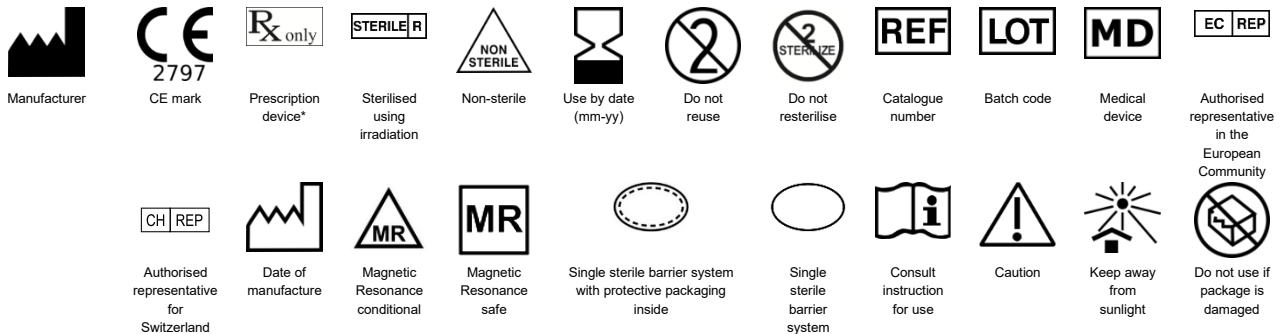 CE
2797
Rx only
STERILE R
NON
STERILE
2
2
STERILIZE
REF
LOT
MD
EC REP
Manufacturer
CE mark
Prescription
device*
Sterilised
using
irradiation
Non-sterile
Use by date
(mm-yy)
Do not
reuse
Do not
resterilise
Catalogue
number
Batch code
Medical
device
Authorised
representative
in the
European
Community
CH REP
MR
MR
i
!
Authorised
representative
for
Switzerland
Date of
manufacture
Magnetic
Resonance
conditional
Magnetic
Resonance
safe
Single sterile barrier system
with protective packaging
inside
Single
sterile
barrier
system
Consult
instruction
for use
Caution
Keep away
from
sunlight
Do not use if
package is
damaged